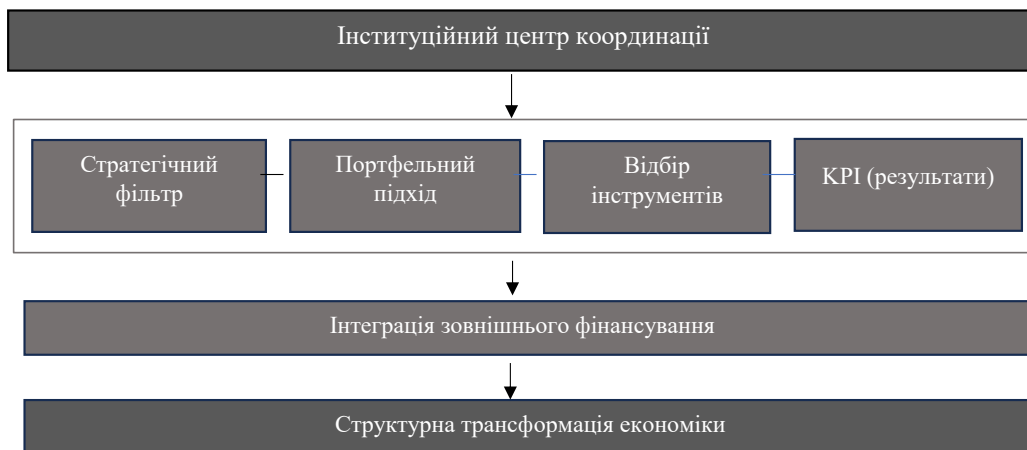 Інституційний центр координації
Стратегічний
фільтр
Портфельний
підхід
Відбір
інструментів
KPI (результати)
Інтеграція зовнішнього фінансування
Структурна трансформація економіки